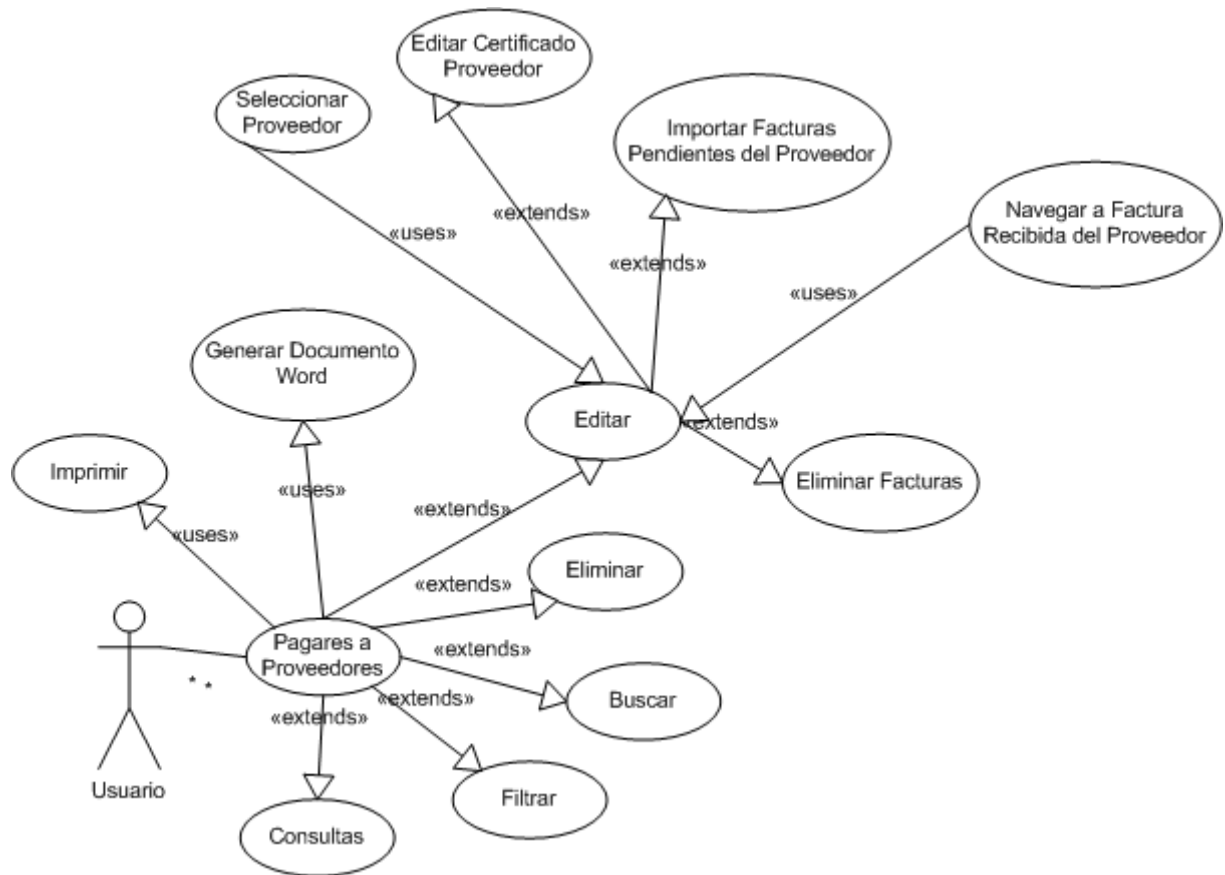 Editar Certificado
Proveedor
Seleccionar
Proveedor
Importar Facturas
Pendientes del Proveedor
Navegar a Factura
Recibida del Proveedor
«extends»
«uses»
«extends»
«uses»
Generar Documento
Word
Editar
«extends»
Imprimir
Eliminar Facturas
«uses»
«extends»
«uses»
Eliminar
«extends»
Pagares a
Proveedores
«extends»
* *
«extends»
Buscar
«extends»
Usuario
Filtrar
Consultas